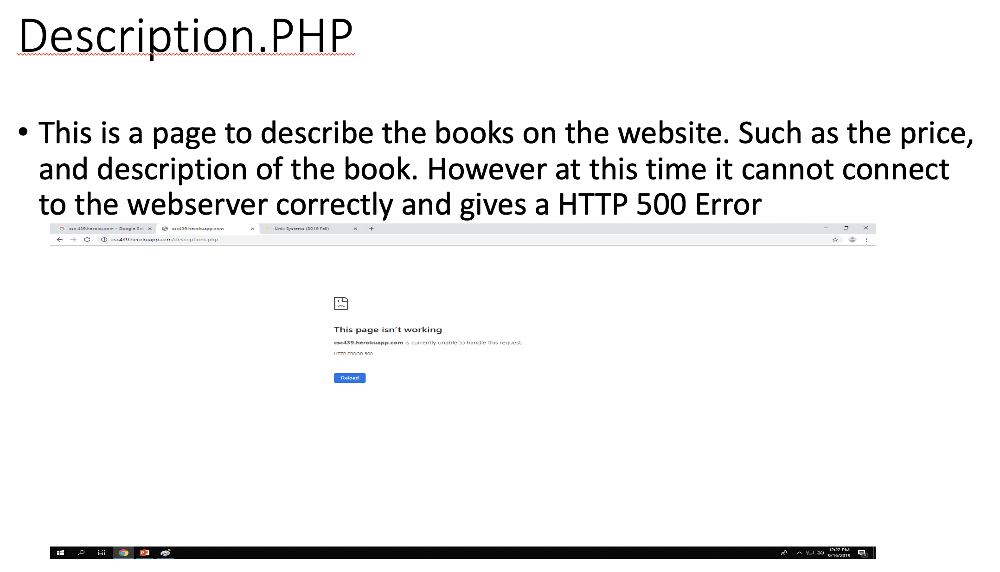 Description.PHP
• This is a page to describe the books on the website. Such as the price,
and description of the book. However at this time it cannot connect
to the webserver correctly and gives a HTTP 500 Error
csc 439.heroku.com - Google Se
csc439.herokuapp.com
Unix Systems (2019 Fall)
csc439.herokuapp.com/descriptions.php
This page isn't working
csc439.herokuapp.com is currently unable to handle this request.
HTTP ERROR 500
Reload
12:22 PM
9/16/2019
1